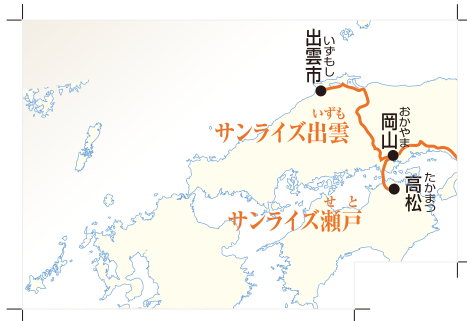 出雲市
いずもし
いずも
サンライズ出雲
岡山
おかやま
高松
たかまつ
せと
サンライズ瀬戸